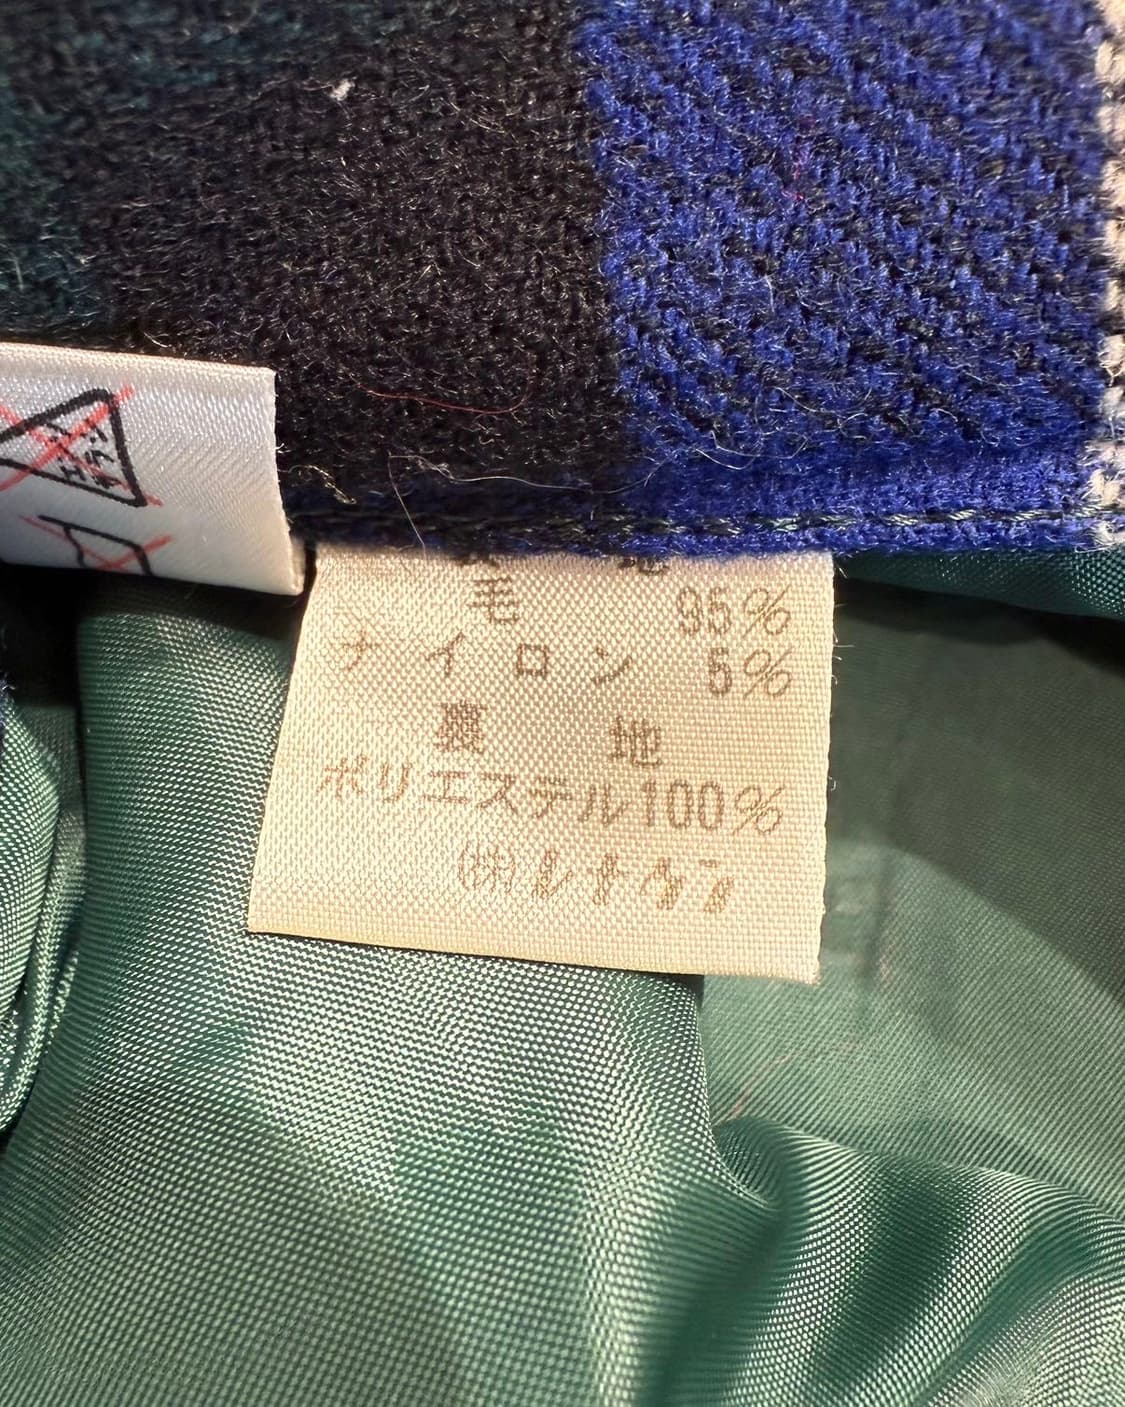 毛 95%
ナイロン 5%
裏地
ポリエステル100%
㈱レナウン